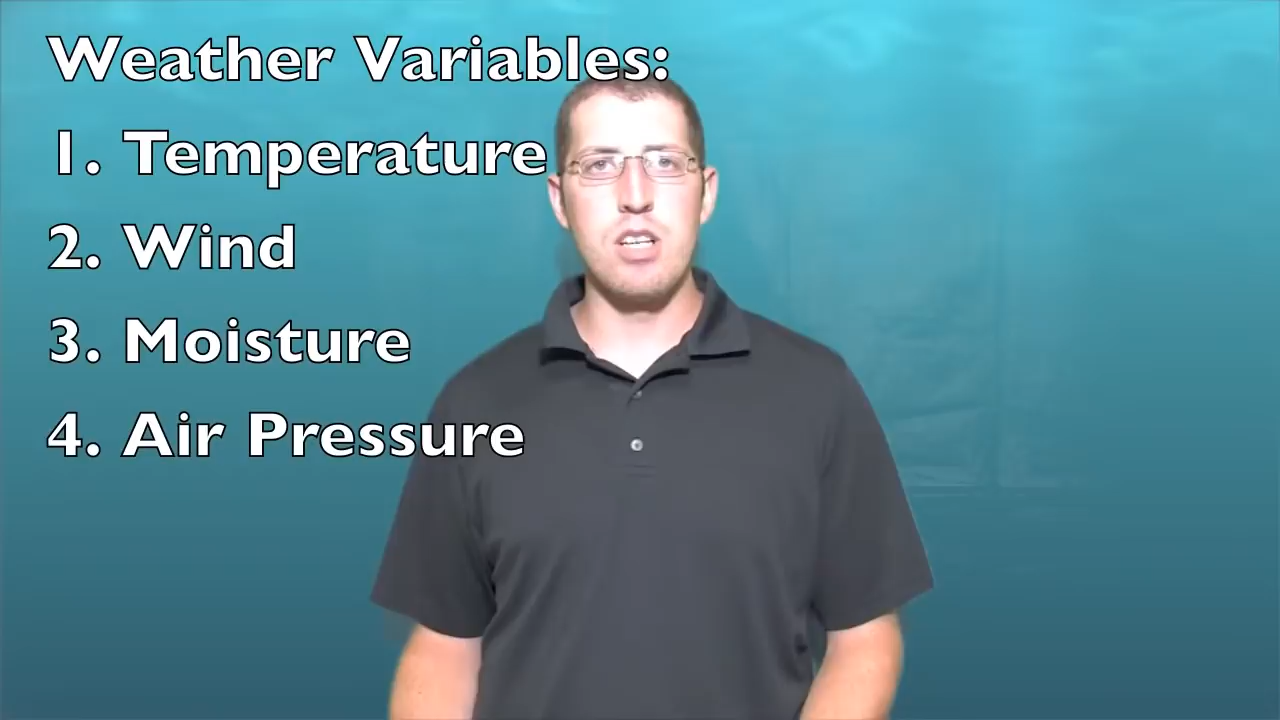 Weather Variables:
1. Temperature
2. Wind
3. Moisture
4. Air Pressure